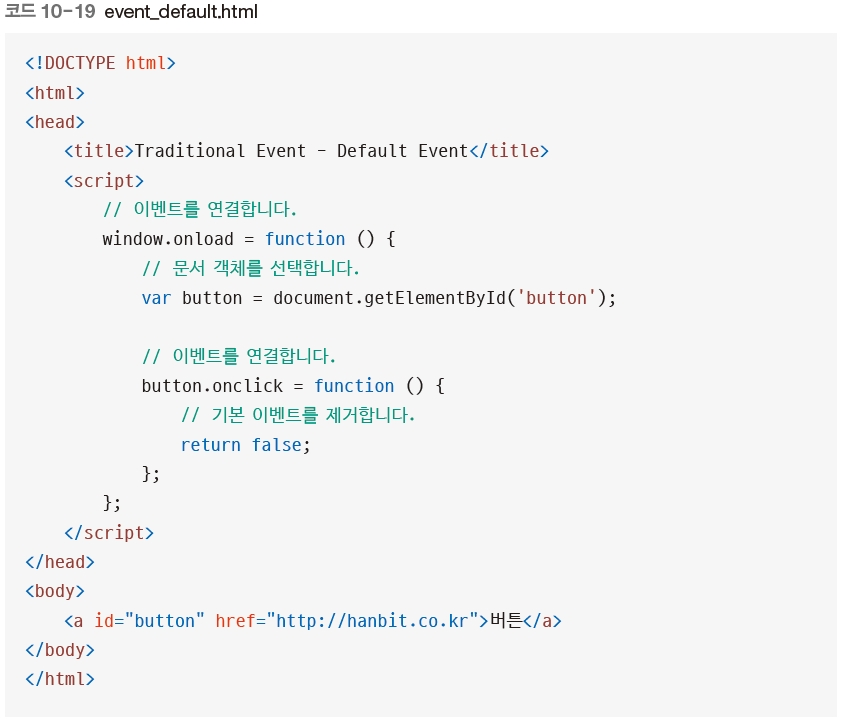 코드 10-19 event_default.html
<!DOCTYPE html>
<html>
<head>
    <title>Traditional Event - Default Event</title>
    <script>
        // 이벤트를 연결합니다.
        window.onload = function () {
            // 문서 객체를 선택합니다.
            var button = document.getElementById('button');

            // 이벤트를 연결합니다.
            button.onclick = function () {
                // 기본 이벤트를 제거합니다.
                return false;
            };
        };
    </script>
</head>
<body>
    <a id="button" href="http://hanbit.co.kr">버튼</a>
</body>
</html>